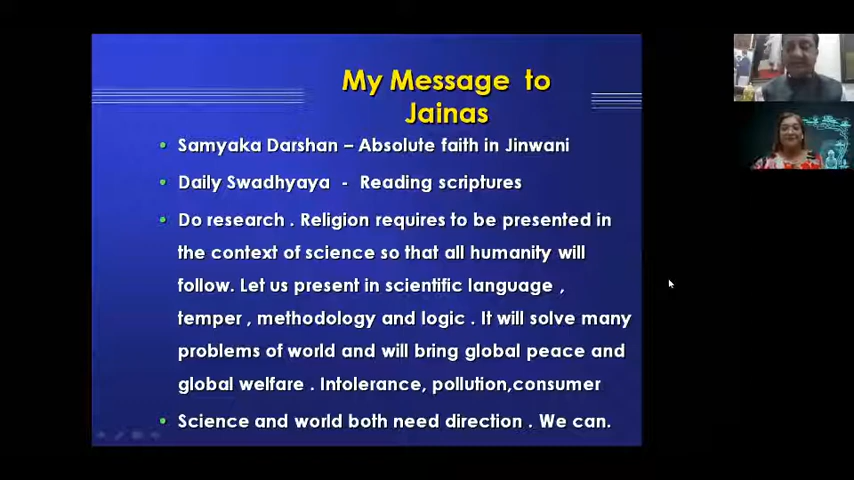 My Message to
Jainas
• Samyaka Darshan – Absolute faith in Jinwani
• Daily Swadhyaya - Reading scriptures
• Do research . Religion requires to be presented in
the context of science so that all humanity will
follow. Let us present in scientific language ,
temper , methodology and logic . It will solve many
problems of world and will bring global peace and
global welfare . Intolerance, pollution,consumer
• Science and world both need direction . We can.